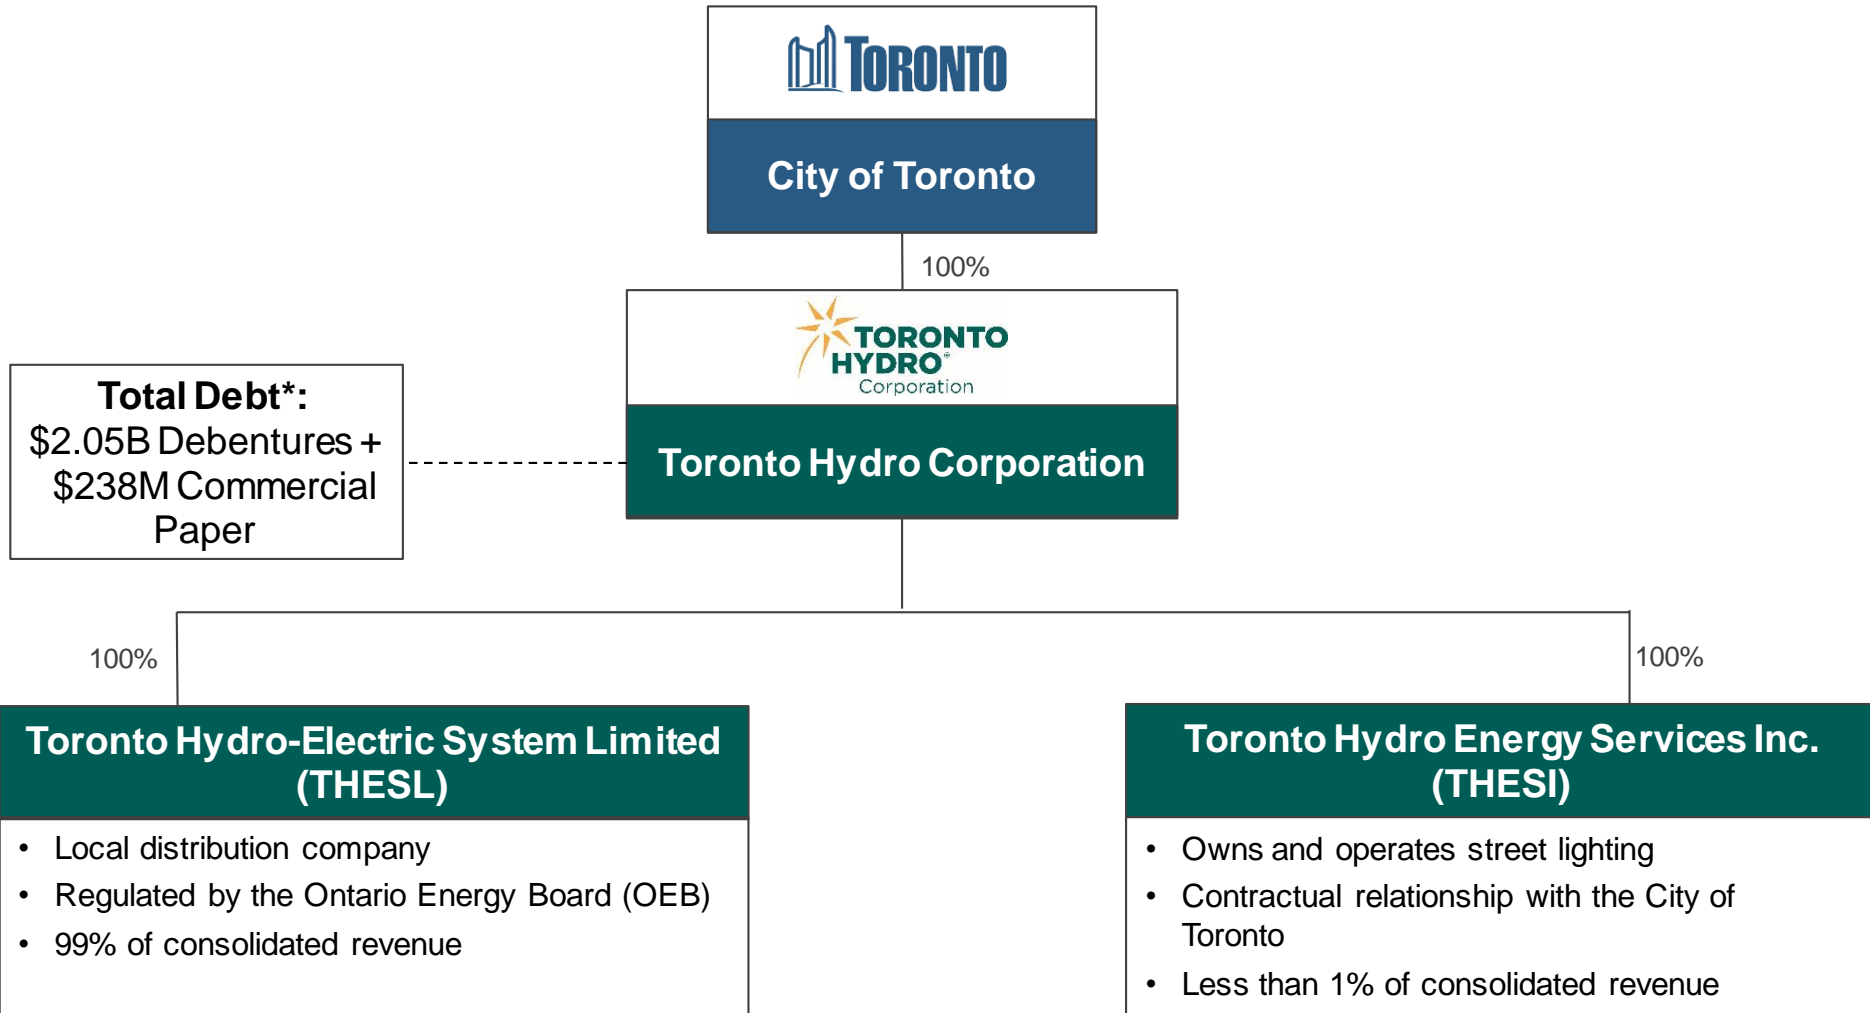 TORONTO
City of Toronto
100%
TORONTO
HYDRO®
Corporation
Total Debt*:
$2.05B Debentures +
$238M Commercial
Paper
Toronto Hydro Corporation
100%
100%
Toronto Hydro-Electric System Limited
(THESL)
• Local distribution company
• Regulated by the Ontario Energy Board (OEB)
• 99% of consolidated revenue
Toronto Hydro Energy Services Inc.
(THESI)
• Owns and operates street lighting
• Contractual relationship with the City of
Toronto
• Less than 1% of consolidated revenue